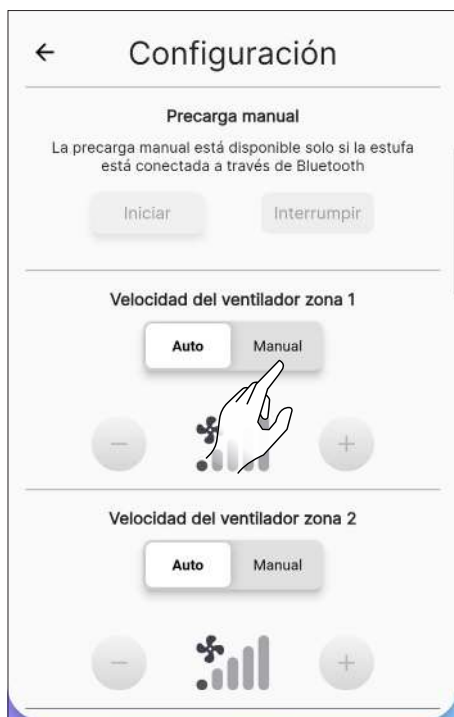 Configuración
Precarga manual
La precarga manual está disponible solo si la estufa
está conectada a través de Bluetooth
Iniciar Interrumpir
Velocidad del ventilador zona 1
Auto Manual
Velocidad del ventilador zona 2
Auto Manual